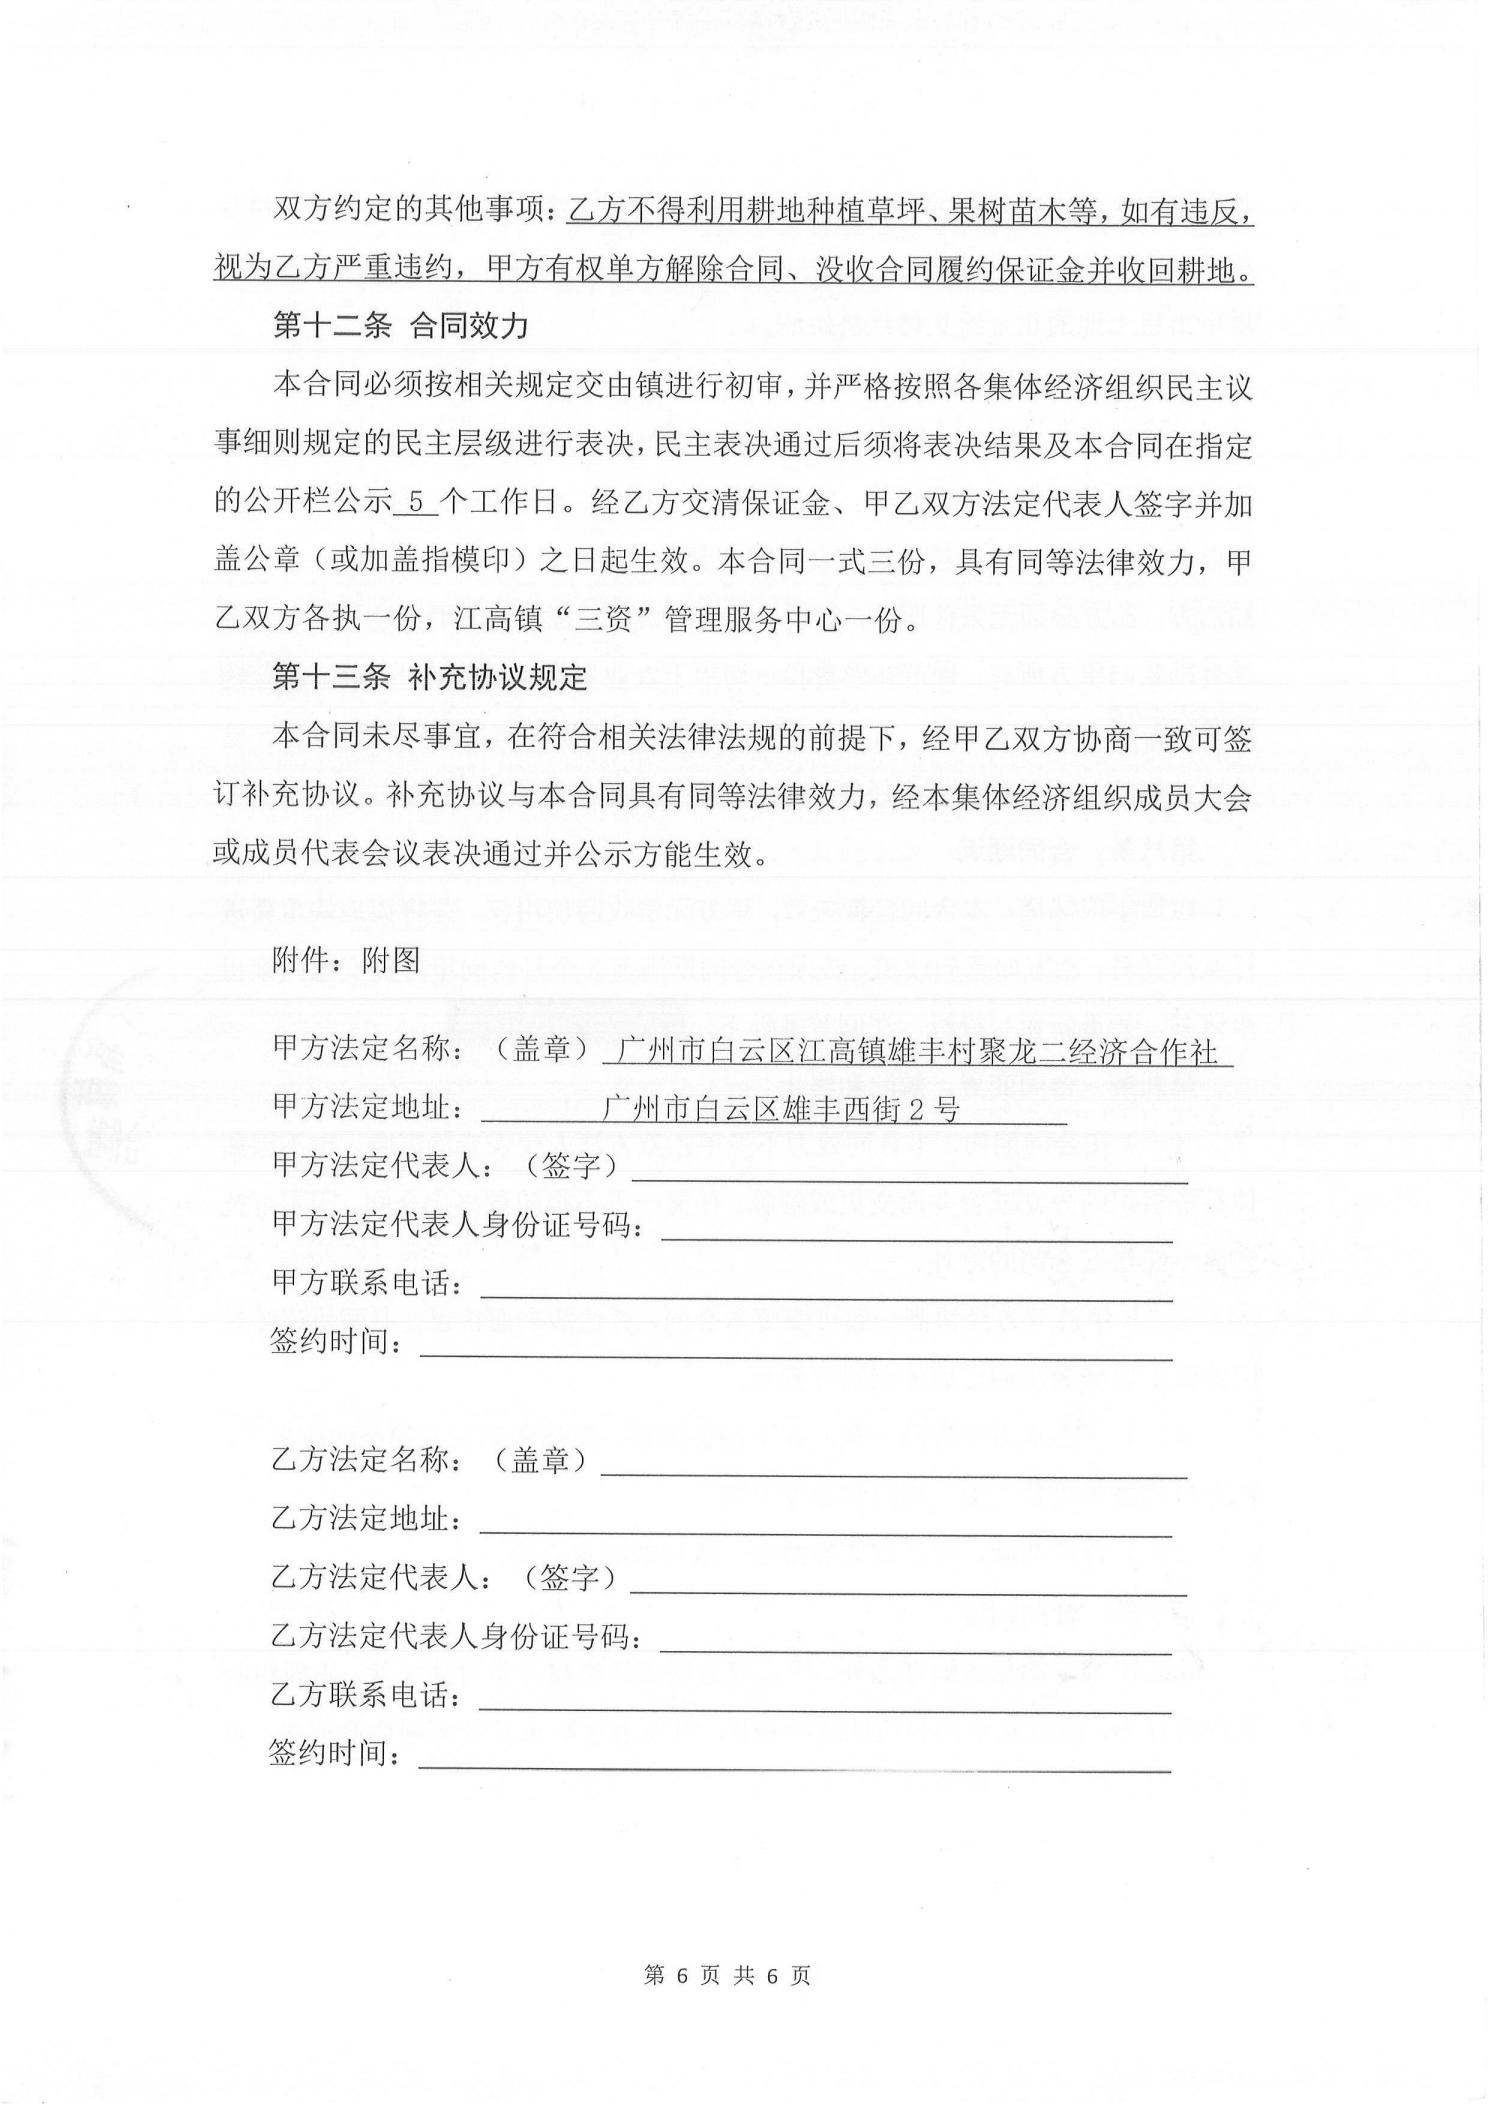 双方约定的其他事项：乙方不得利用耕地种植草坪、果树苗木等，如有违反，
视为乙方严重违约，甲方有权单方解除合同、没收合同履约保证金并收回耕地。
第十二条 合同效力
本合同必须按相关规定交由镇进行初审，并严格按照各集体经济组织民主议
事细则规定的民主层级进行表决，民主表决通过后须将表决结果及本合同在指定
的公开栏公示 5 个工作日。经乙方交清保证金、甲乙双方法定代表人签字并加
盖公章（或加盖指模印）之日起生效。本合同一式三份，具有同等法律效力，甲
乙双方各执一份，江高镇“三资”管理服务中心一份。
第十三条 补充协议规定
本合同未尽事宜，在符合相关法律法规的前提下，经甲乙双方协商一致可签
订补充协议。补充协议与本合同具有同等法律效力，经本集体经济组织成员大会
或成员代表会议表决通过并公示方能生效。
附件：附图
甲方法定名称：（盖章） 广州市白云区江高镇雄丰村聚龙二经济合作社
甲方法定地址： 广州市白云区雄丰西街2号
甲方法定代表人：（签字）
甲方法定代表人身份证号码：
甲方联系电话：
签约时间：
乙方法定名称：（盖章）
乙方法定地址：
乙方法定代表人：（签字）
乙方法定代表人身份证号码：
乙方联系电话：
签约时间：
第 6 页 共 6 页